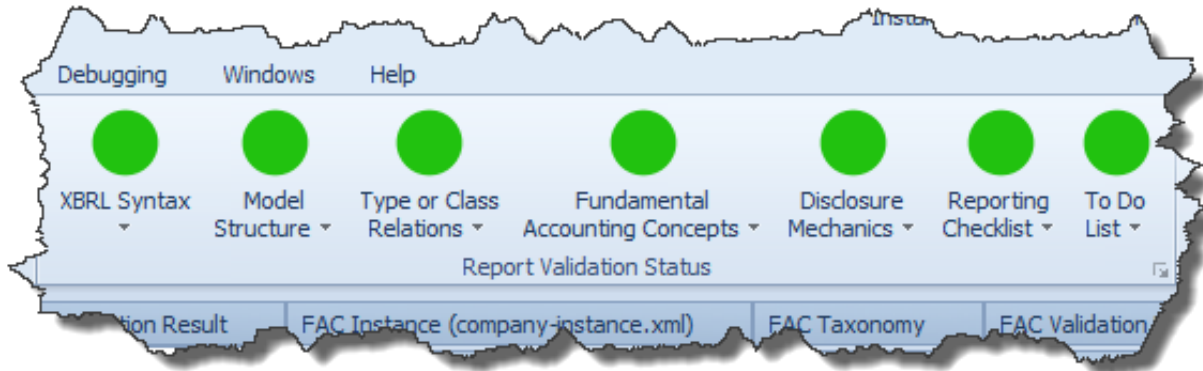 Debugging Windows Help
XBRL Syntax
Model
Structure
Type or Class
Relations
Fundamental
Accounting Concepts
Disclosure
Mechanics
Reporting
Checklist
To Do
List
Report Validation Status
Result FAC Instance (company-instance.xml) FAC Taxonomy FAC Validation